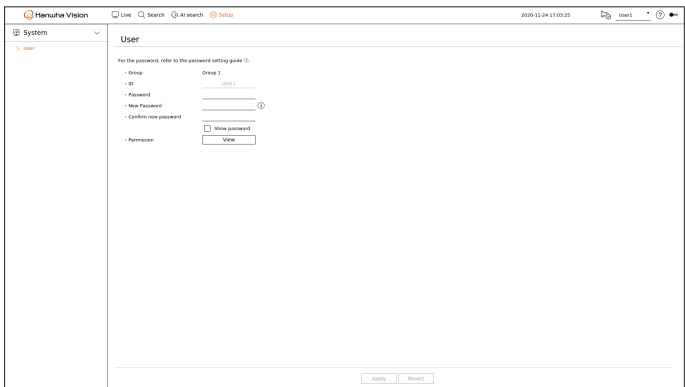 Hanwha Vision
Live Search AI search Setup
2020-11-24 17:03:25
User1
System
User
User
For the password, refer to the password setting guide
Group Group 1
ID User1
Password
New Password
Confirm new password
Show password
Permission View
Apply Revert